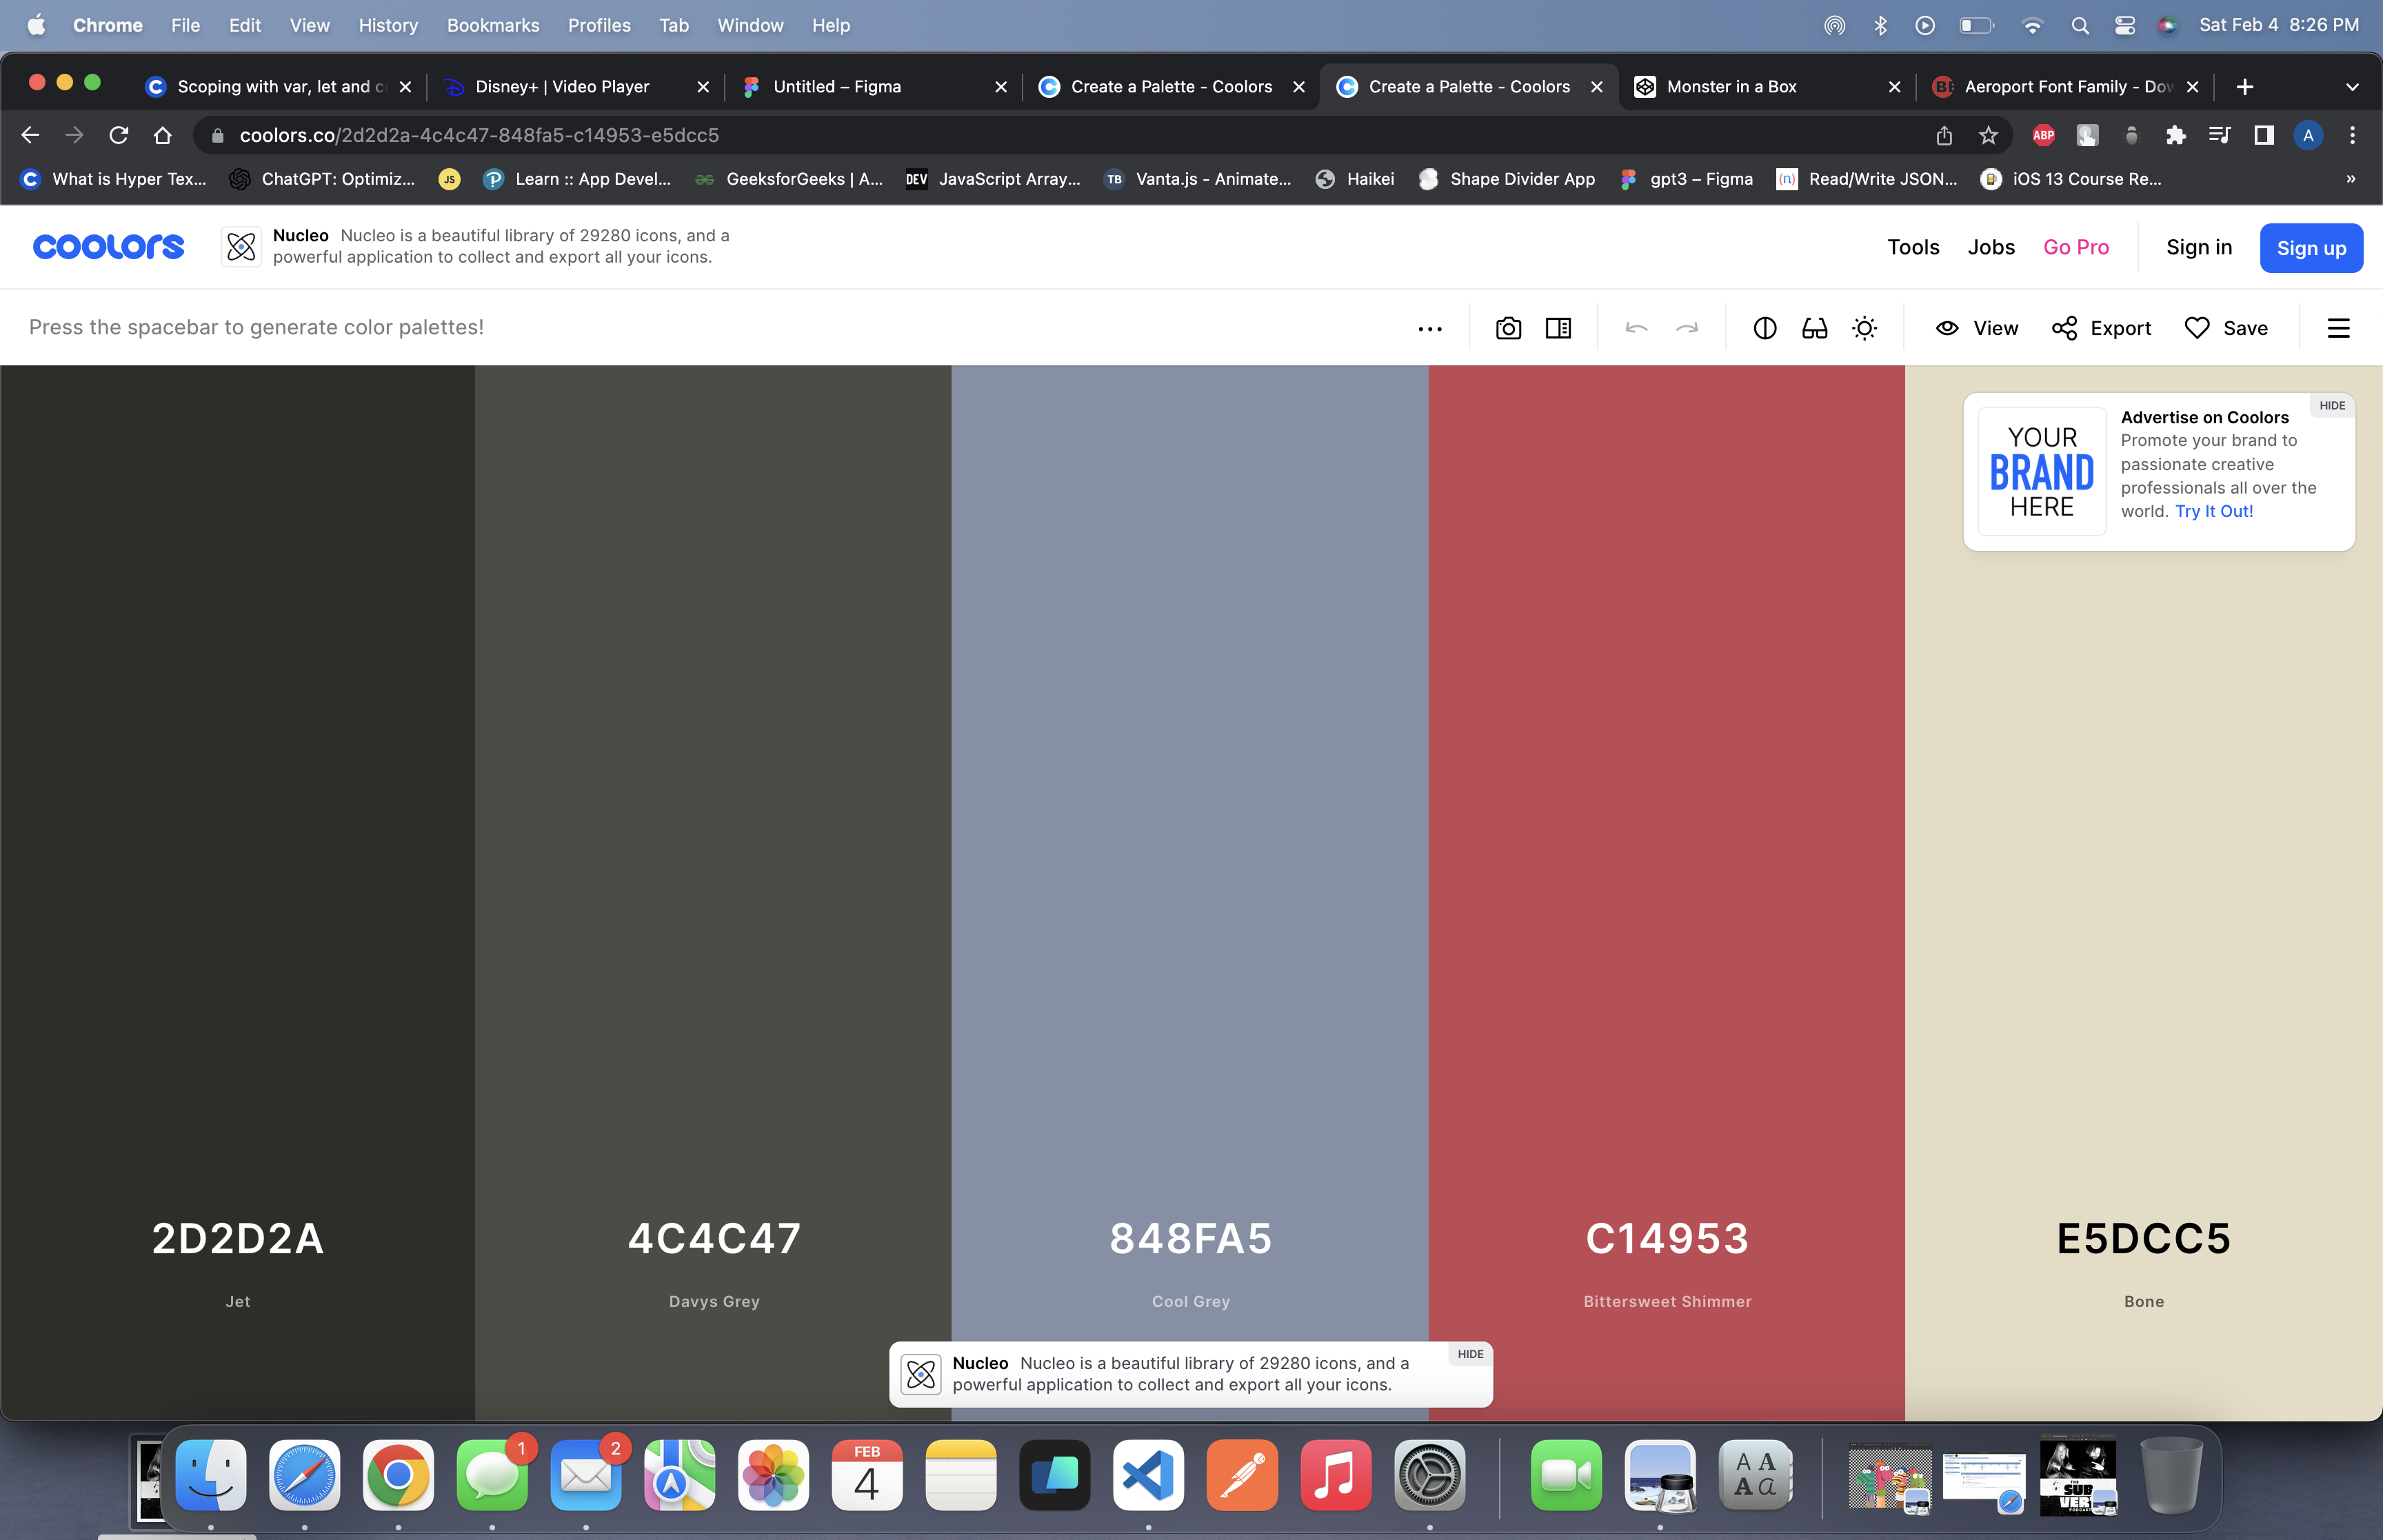 Chrome File Edit View History Bookmarks Profiles Tab Window Help Sat Feb 4 8:26 PM
Scoping with var, let and co Disney+ | Video Player Untitled – Figma Create a Palette - Coolors Create a Palette - Coolors Monster in a Box Aeroport Font Family - Dow
coolors.co/2d2d2a-4c4c47-848fa5-c14953-e5dcc5 ABP A
What is Hyper Tex... ChatGPT: Optimiz... JS Learn :: App Devel... GeeksforGeeks | A... DEV JavaScript Array... TB Vanta.js - Animate... Haikei Shape Divider App gpt3 – Figma (n) Read/Write JSON... iOS 13 Course Re... »
coolors
Nucleo Nucleo is a beautiful library of 29280 icons, and a
powerful application to collect and export all your icons.
Tools Jobs Go Pro Sign in Sign up
Press the spacebar to generate color palettes!
View Export Save
HIDE
YOUR
BRAND
HERE
Advertise on Coolors
Promote your brand to
passionate creative
professionals all over the
world. Try It Out!
2D2D2A 4C4C47 848FA5 C14953 E5DCC5
Jet Davys Grey Cool Grey Bittersweet Shimmer Bone
Nucleo Nucleo is a beautiful library of 29280 icons, and a
powerful application to collect and export all your icons.
HIDE
1 2
FEB
4
A A
A a
THE
SUB
VER